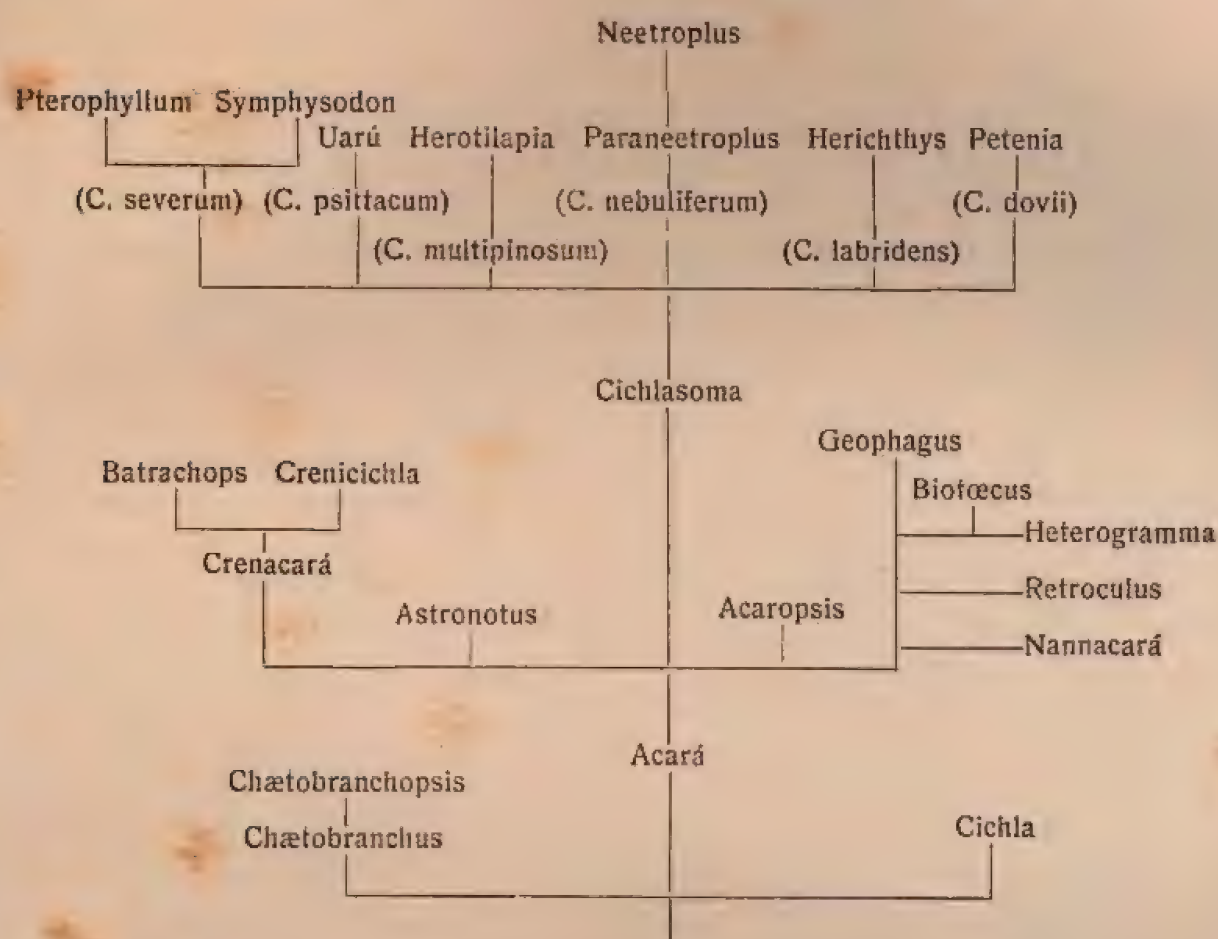 Neetroplus
Pterophyllum Symphysodon
Uarú Herotilapia Paraneetroplus Herichthys Petenia
(C. severum) (C. psittacum) (C. nebuliferum) (C. dovii)
(C. multipinosum) (C. labridens)
Cichlasoma
Geophagus
Batrachops Crenicichla
Biotœcus
Heterogramma
Crenacará
Retroculus
Astronotus Acaropsis
Nannacará
Acará
Chætobranchopsis
Cichla
Chætobranchus